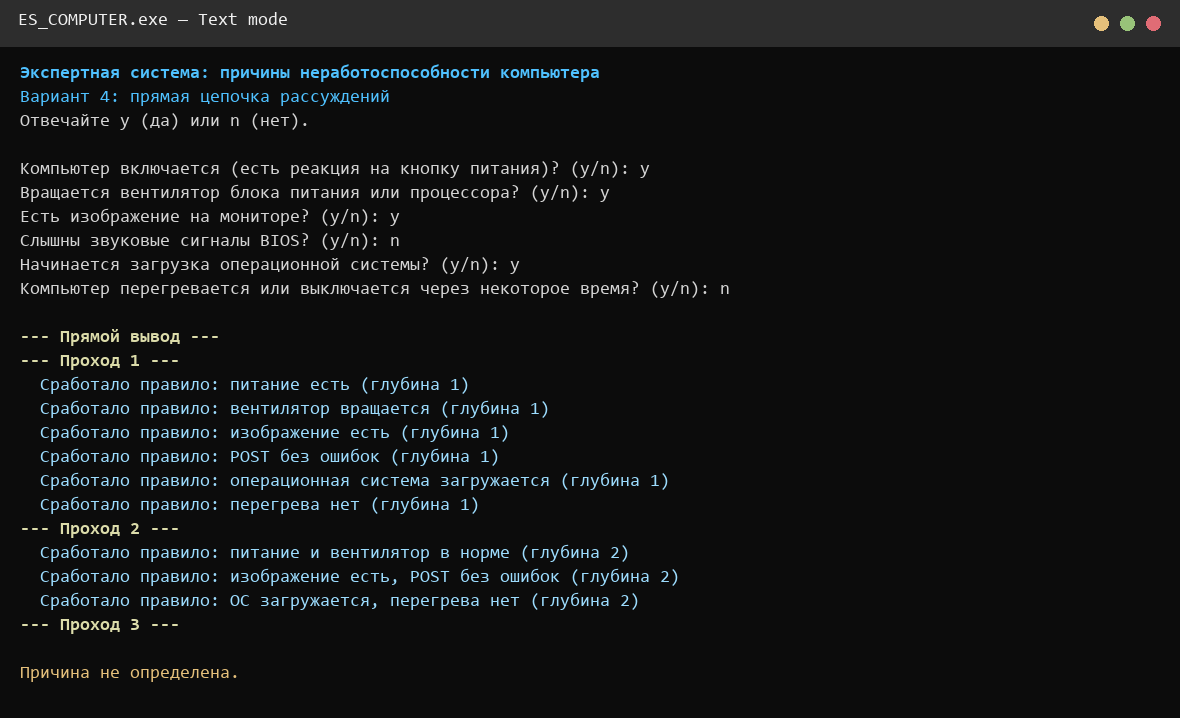 ES_COMPUTER.exe — Text mode
Экспертная система: причины неработоспособности компьютера
Вариант 4: прямая цепочка рассуждений
Отвечайте y (да) или n (нет).
Компьютер включается (есть реакция на кнопку питания)? (y/n): y
Вращается вентилятор блока питания или процессора? (y/n): y
Есть изображение на мониторе? (y/n): y
Слышны звуковые сигналы BIOS? (y/n): n
Начинается загрузка операционной системы? (y/n): y
Компьютер перегревается или выключается через некоторое время? (y/n): n
--- Прямой вывод ---
--- Проход 1 ---
Сработало правило: питание есть (глубина 1)
Сработало правило: вентилятор вращается (глубина 1)
Сработало правило: изображение есть (глубина 1)
Сработало правило: POST без ошибок (глубина 1)
Сработало правило: операционная система загружается (глубина 1)
Сработало правило: перегрева нет (глубина 1)
--- Проход 2 ---
Сработало правило: питание и вентилятор в норме (глубина 2)
Сработало правило: изображение есть, POST без ошибок (глубина 2)
Сработало правило: ОС загружается, перегрева нет (глубина 2)
--- Проход 3 ---
Причина не определена.